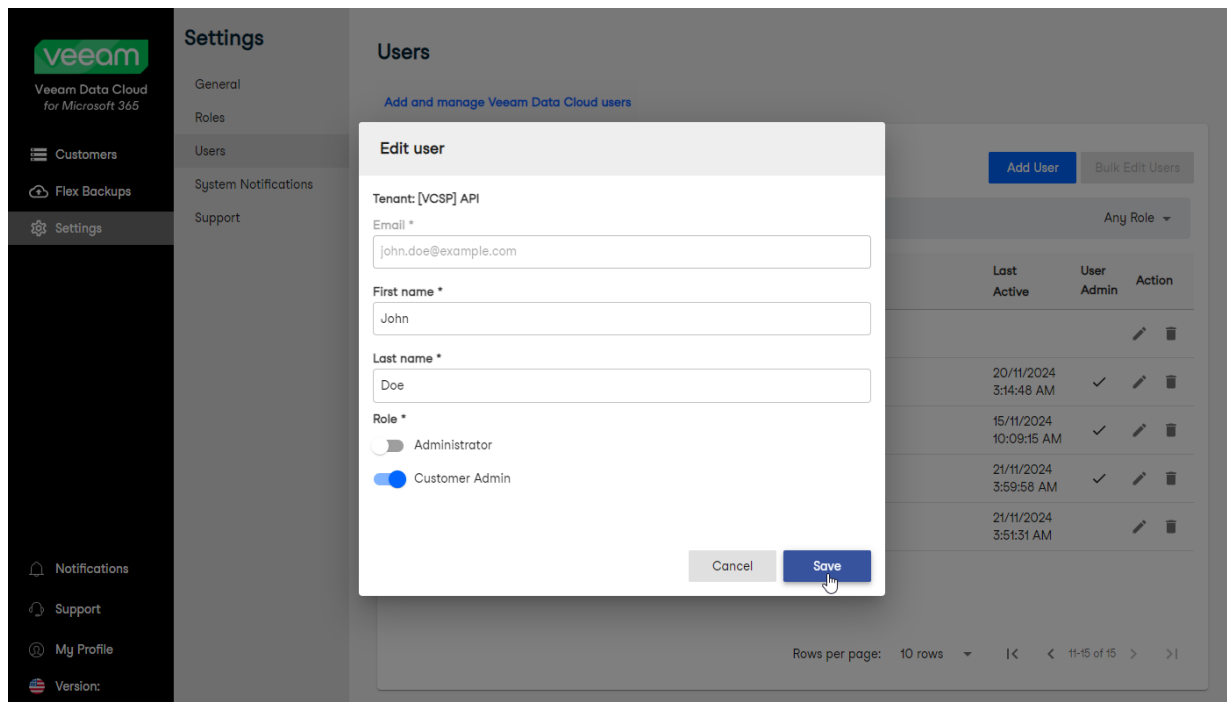 veeam
Veeam Data Cloud
for Microsoft 365
Customers
Flex Backups
Settings
Notifications
Support
My Profile
Version:
Settings
General
Roles
Users
System Notifications
Support
Users
Add and manage Veeam Data Cloud users
Add User
Bulk Edit Users
Any Role
Last Active
User Admin
Action
20/11/2024
3:14:48 AM
15/11/2024
10:09:15 AM
21/11/2024
3:59:58 AM
21/11/2024
3:51:31 AM
Rows per page: 10 rows
11-15 of 15
Edit user
Tenant: [VCSP] API
Email *
john.doe@example.com
First name *
John
Last name *
Doe
Role *
Administrator
Customer Admin
Cancel
Save